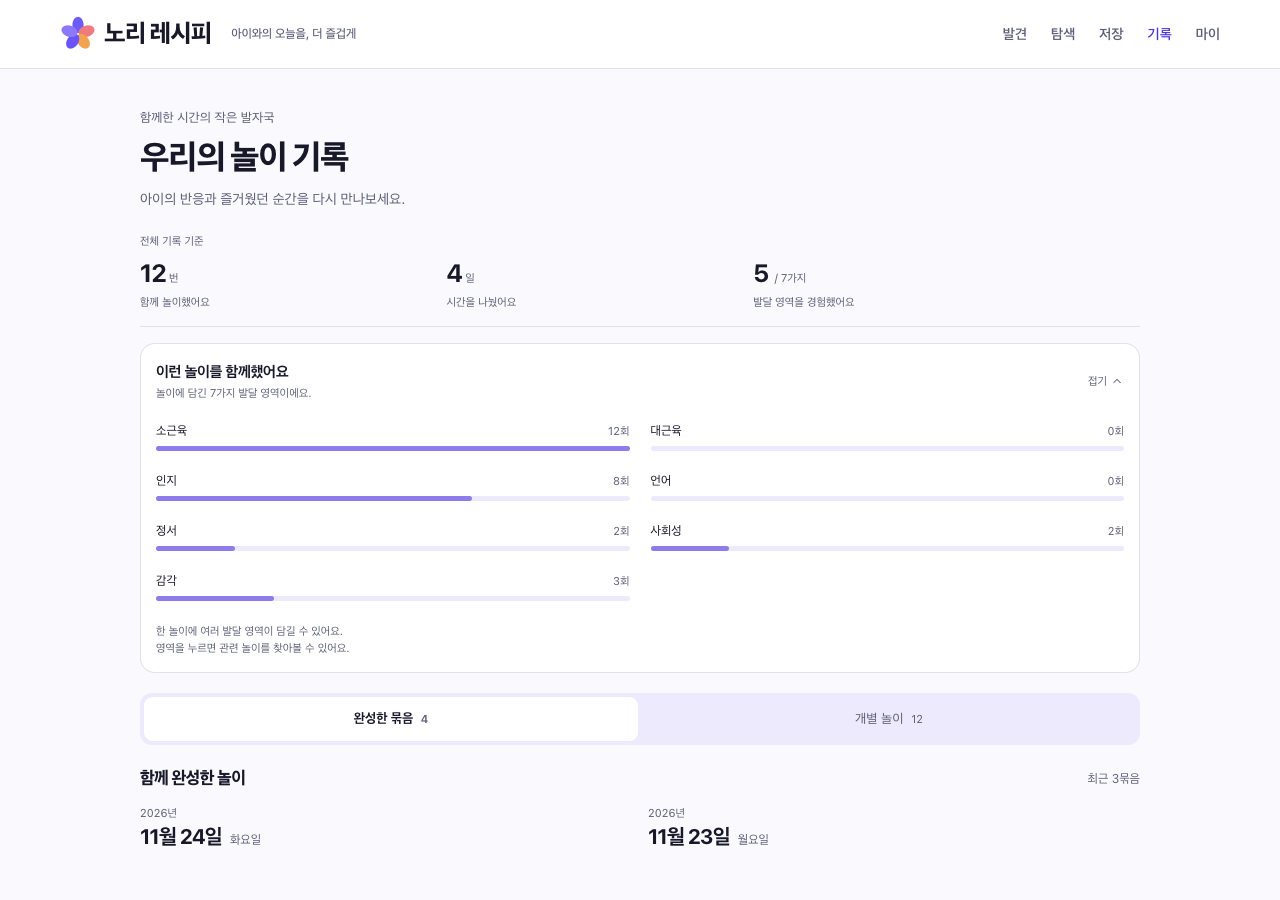 노리 레시피
아이와의 오늘을, 더 즐겁게
발견 탐색 저장 기록 마이
함께한 시간의 작은 발자국
우리의 놀이 기록
아이의 반응과 즐거웠던 순간을 다시 만나보세요.
전체 기록 기준
12 번
함께 놀이했어요
4 일
시간을 나눴어요
5 / 7가지
발달 영역을 경험했어요
이런 놀이를 함께했어요
놀이에 담긴 7가지 발달 영역이에요.
접기
소근육 12회
대근육 0회
인지 8회
언어 0회
정서 2회
사회성 2회
감각 3회
한 놀이에 여러 발달 영역이 담길 수 있어요.
영역을 누르면 관련 놀이를 찾아볼 수 있어요.
완성한 묶음 4
개별 놀이 12
함께 완성한 놀이
최근 3묶음
2026년
11월 24일 화요일
2026년
11월 23일 월요일